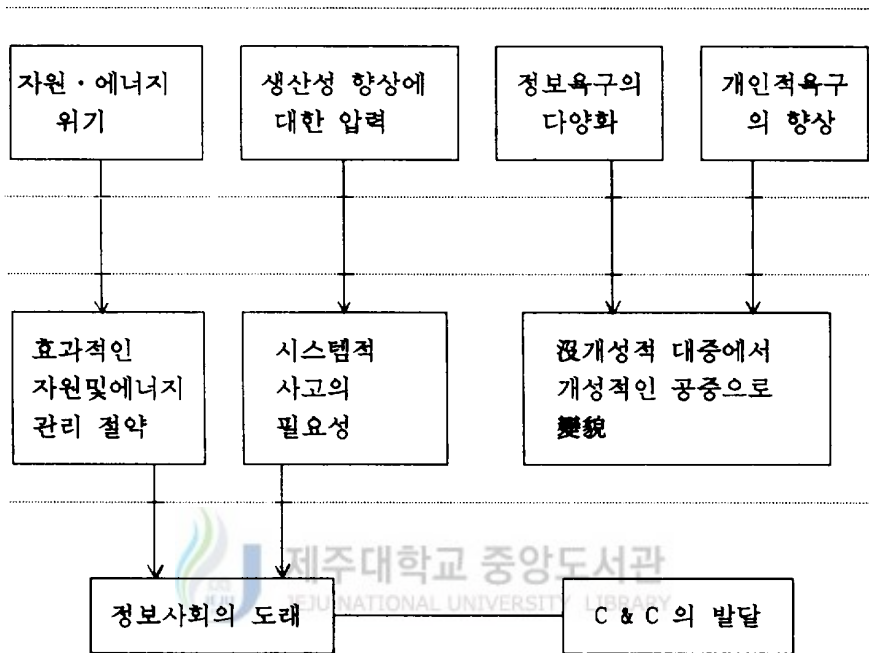 자원·에너지
위기
생산성 향상에
대한 압력
정보욕구의
다양화
개인적욕구
의 향상
효과적인
자원및에너지
관리 절약
시스템적
사고의
필요성
沒개성적 대중에서
개성적인 공중으로
變貌
제주대학교 중앙도서관
JEJU NATIONAL UNIVERSITY LIBRARY
정보사회의 도래
C & C 의 발달